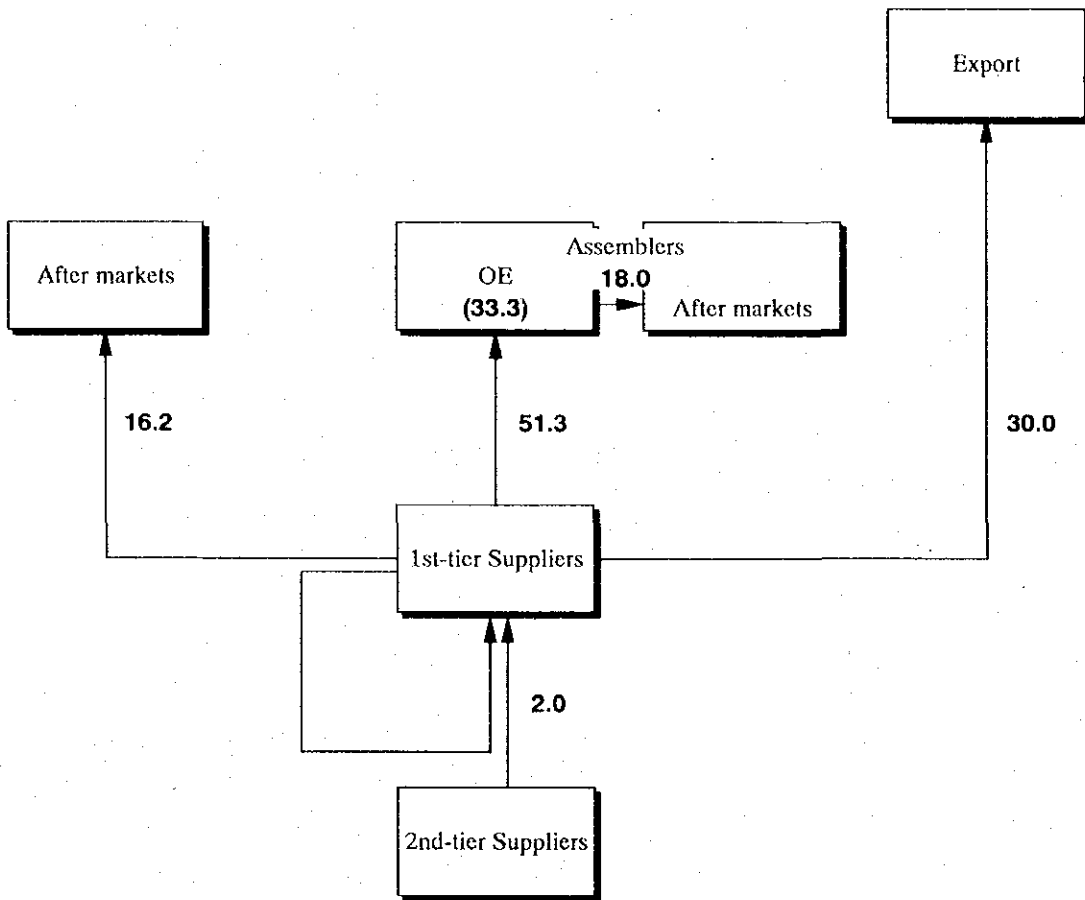 Export
After markets
Assemblers
OE
18.0
(33.3)
After markets
16.2
51.3
30.0
1st-tier Suppliers
2.0
2nd-tier Suppliers